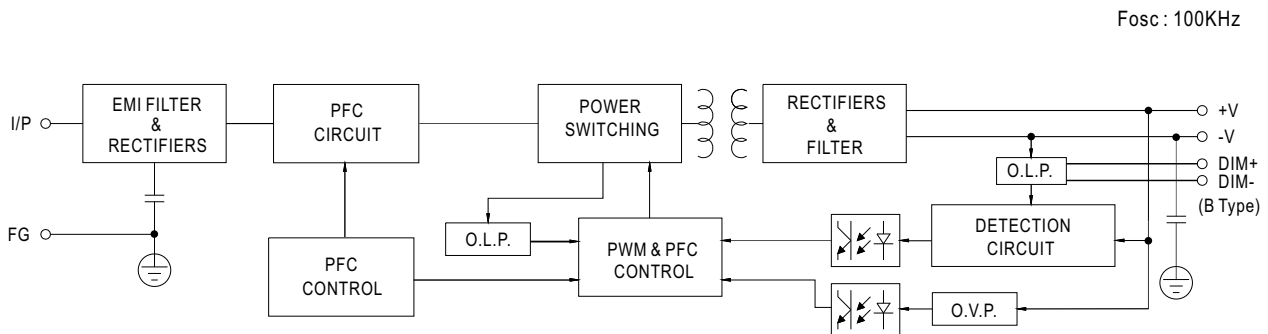 Fosc : 100KHz
I/P
EMI FILTER
&
RECTIFIERS
PFC
CIRCUIT
POWER
SWITCHING
RECTIFIERS
&
FILTER
+V
-V
DIM+
DIM-
(B Type)
O.L.P.
FG
O.L.P.
PFC
CONTROL
PWM & PFC
CONTROL
DETECTION
CIRCUIT
O.V.P.